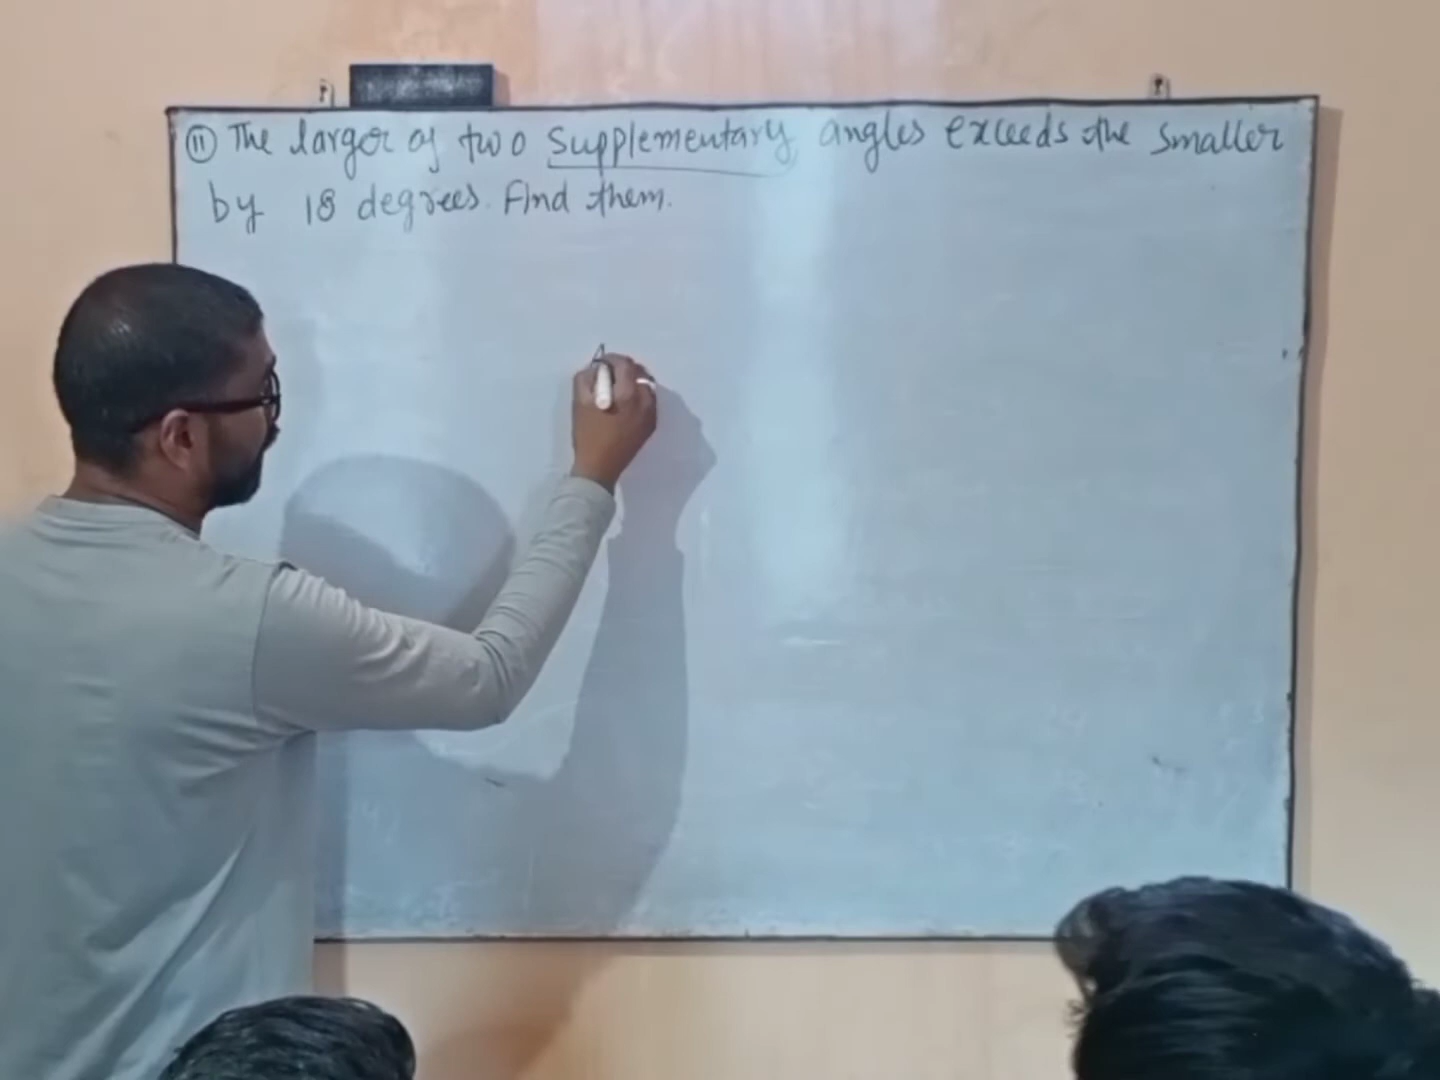 (11) The larger of two supplementary angles exceeds the smaller
by 18 degrees. Find them.